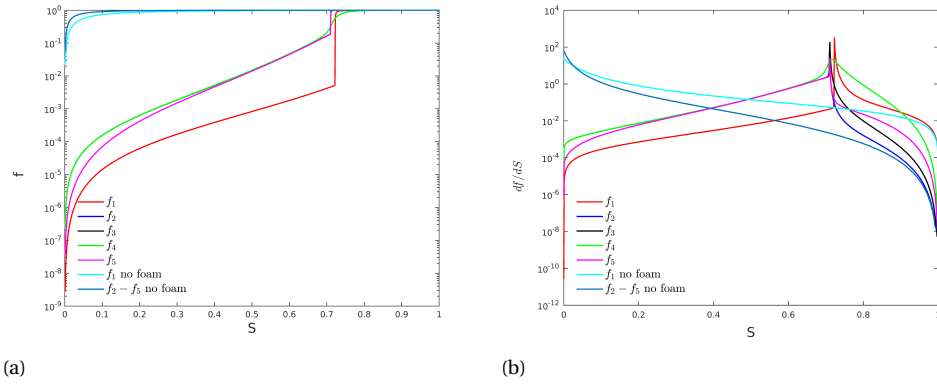 10^0
10^-1
10^-2
10^-3
10^-4
10^-5
10^-6
10^-7
10^-8
10^-9
f
f_1
f_2
f_3
f_4
f_5
f_1 no foam
f_2 − f_5 no foam
0 0.1 0.2 0.3 0.4 0.5 0.6 0.7 0.8 0.9 1
S
(a)
10^4
10^2
10^0
10^-2
10^-4
10^-6
10^-8
10^-10
10^-12
df/dS
f_1
f_2
f_3
f_4
f_5
f_1 no foam
f_2 − f_5 no foam
0 0.2 0.4 0.6 0.8 1
S
(b)